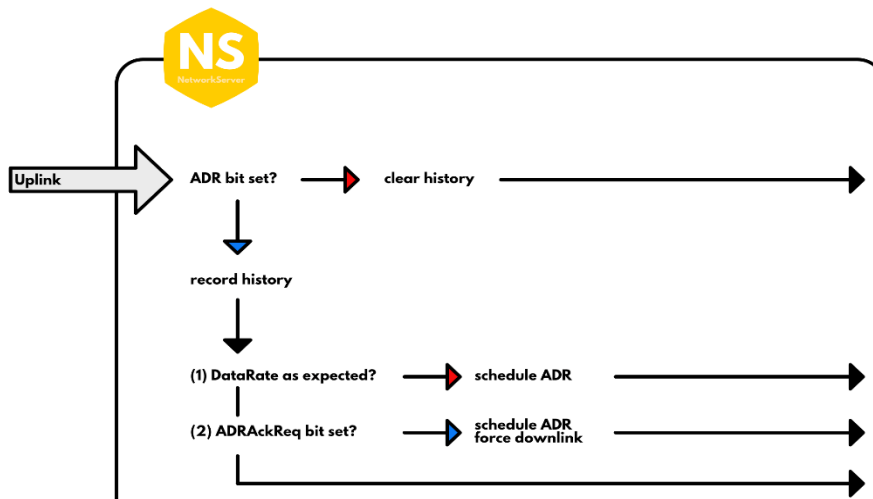 NS
NetworkServer
Uplink
ADR bit set?
clear history
record history
(1) DataRate as expected?
schedule ADR
(2) ADRAckReq bit set?
schedule ADR
force downlink